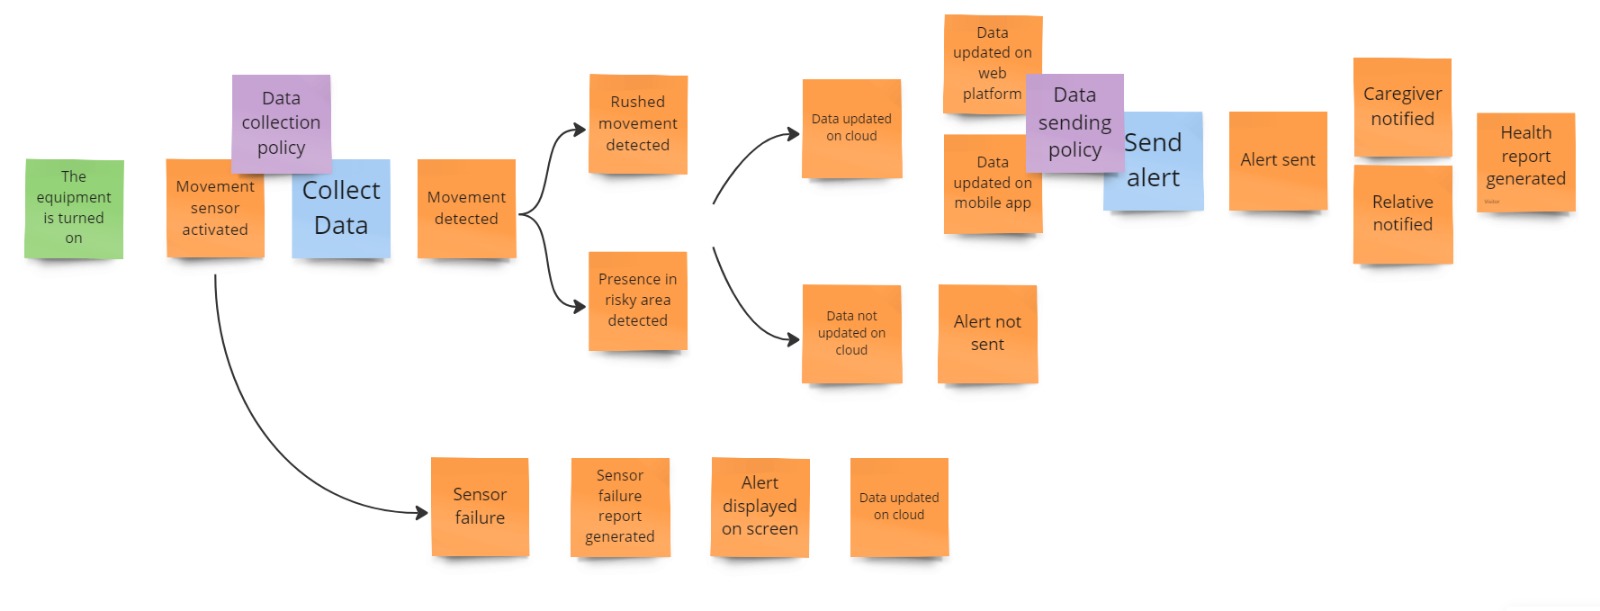 The
equipment
is turned
on
Data
collection
policy
Movement
sensor
activated
Collect
Data
Movement
detected
Rushed
movement
detected
Presence in
risky area
detected
Data updated
on cloud
Data not
updated on
cloud
Data
updated on
web
platform
Data
updated on
mobile app
Data
sending
policy
Send
alert
Alert not
sent
Alert sent
Caregiver
notified
Relative
notified
Health
report
generated
Sensor
failure
Sensor
failure
report
generated
Alert
displayed
on screen
Data updated
on cloud